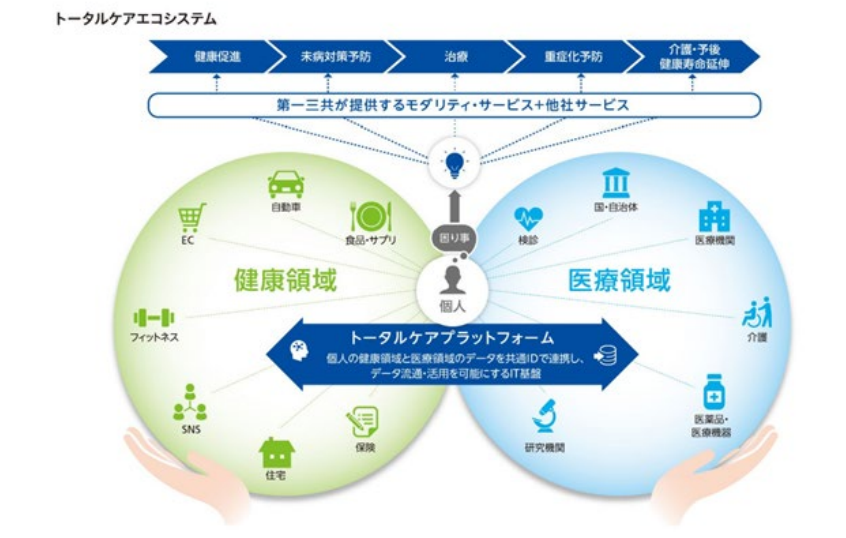 トータルケアエコシステム
健康促進
未病対策予防
治療
重症化予防
介護・予後
健康寿命延伸
第一三共が提供するモダリティ・サービス＋他社サービス
自動車
EC
食品・サプリ
健康領域
フィットネス
SNS
住宅
保険
困り事
個人
国・自治体
検診
医療機関
医療領域
介護
医薬品・
医療機器
研究機関
トータルケアプラットフォーム
個人の健康領域と医療領域のデータを共通IDで連携し、
データ流通・活用を可能にするIT基盤